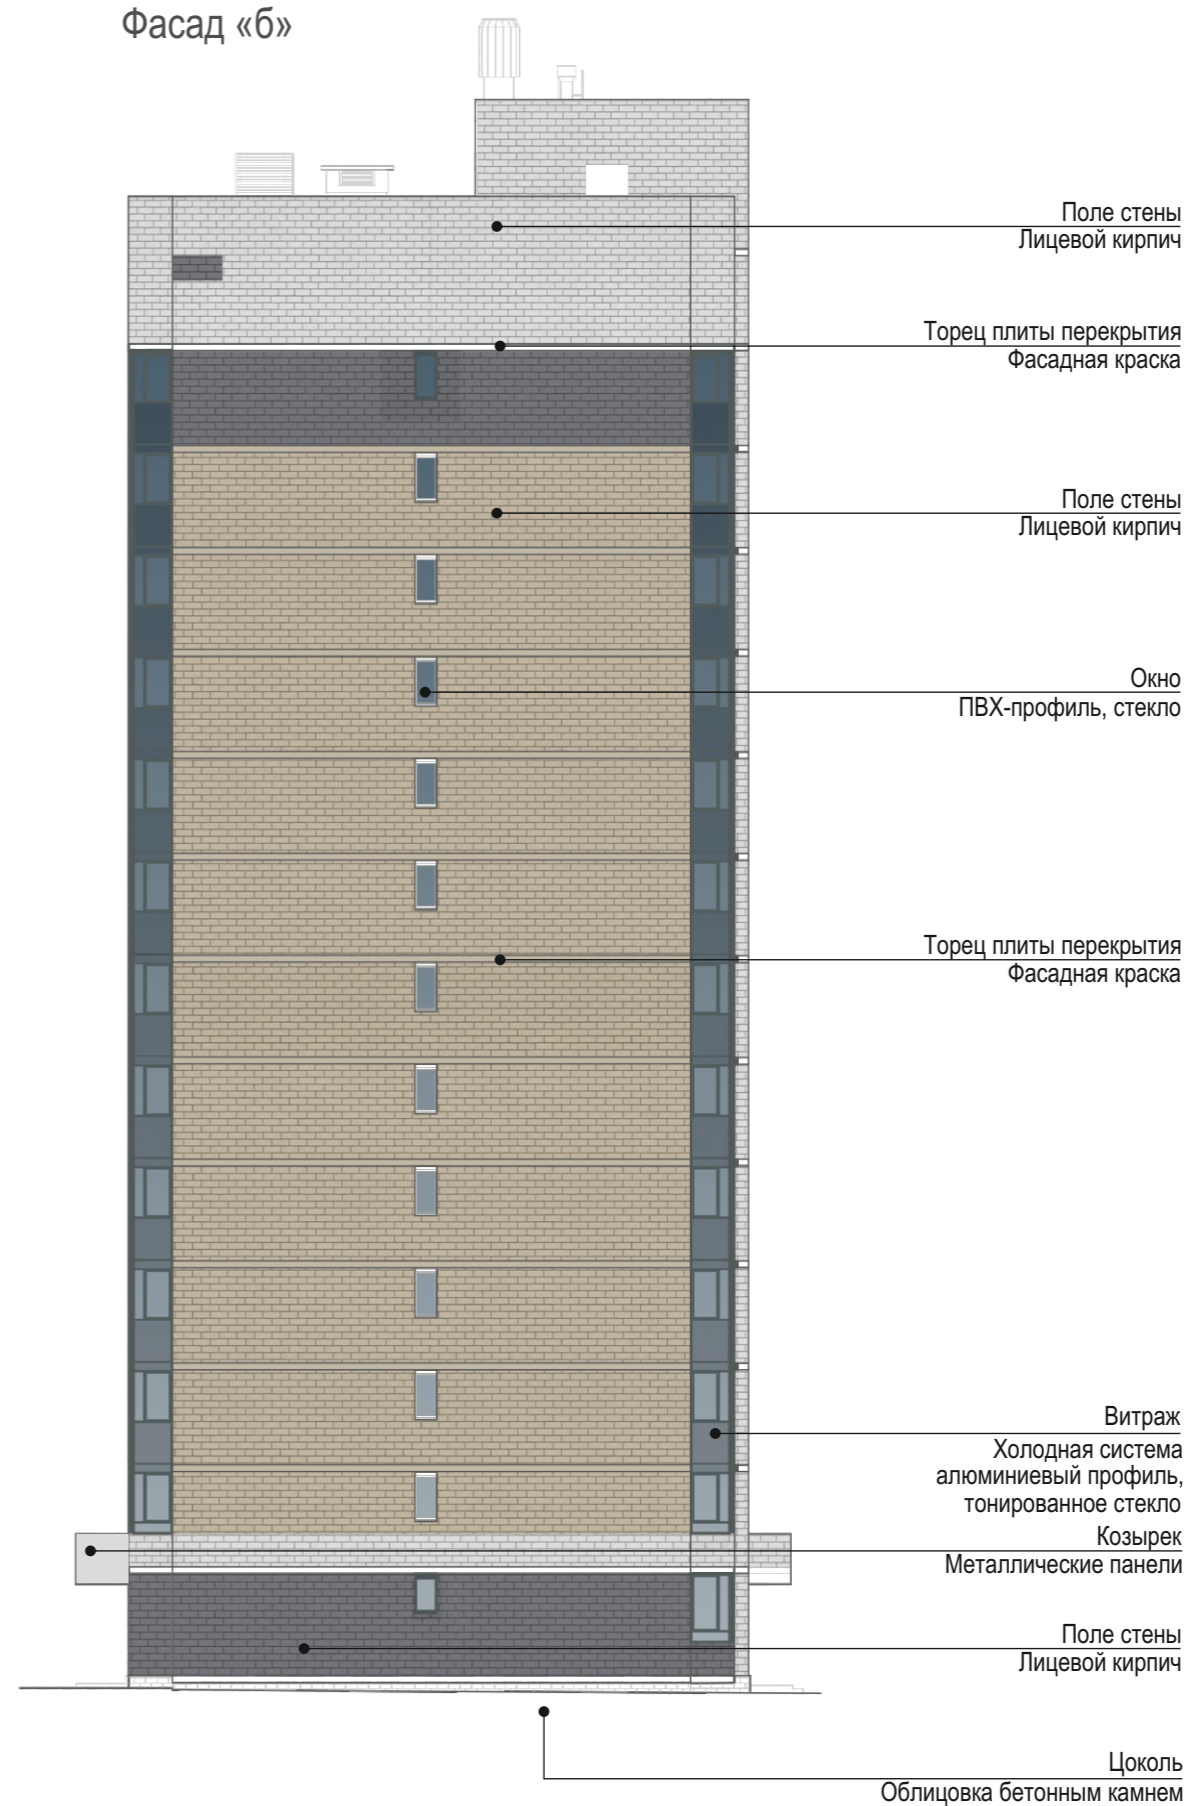 Фасад «б»
Поле стены
Лицевой кирпич
Торец плиты перекрытия
Фасадная краска
Поле стены
Лицевой кирпич
Окно
ПВХ-профиль, стекло
Торец плиты перекрытия
Фасадная краска
Витраж
Холодная система
алюминиевый профиль,
тонированное стекло
Козырек
Металлические панели
Поле стены
Лицевой кирпич
Цоколь
Облицовка бетонным камнем